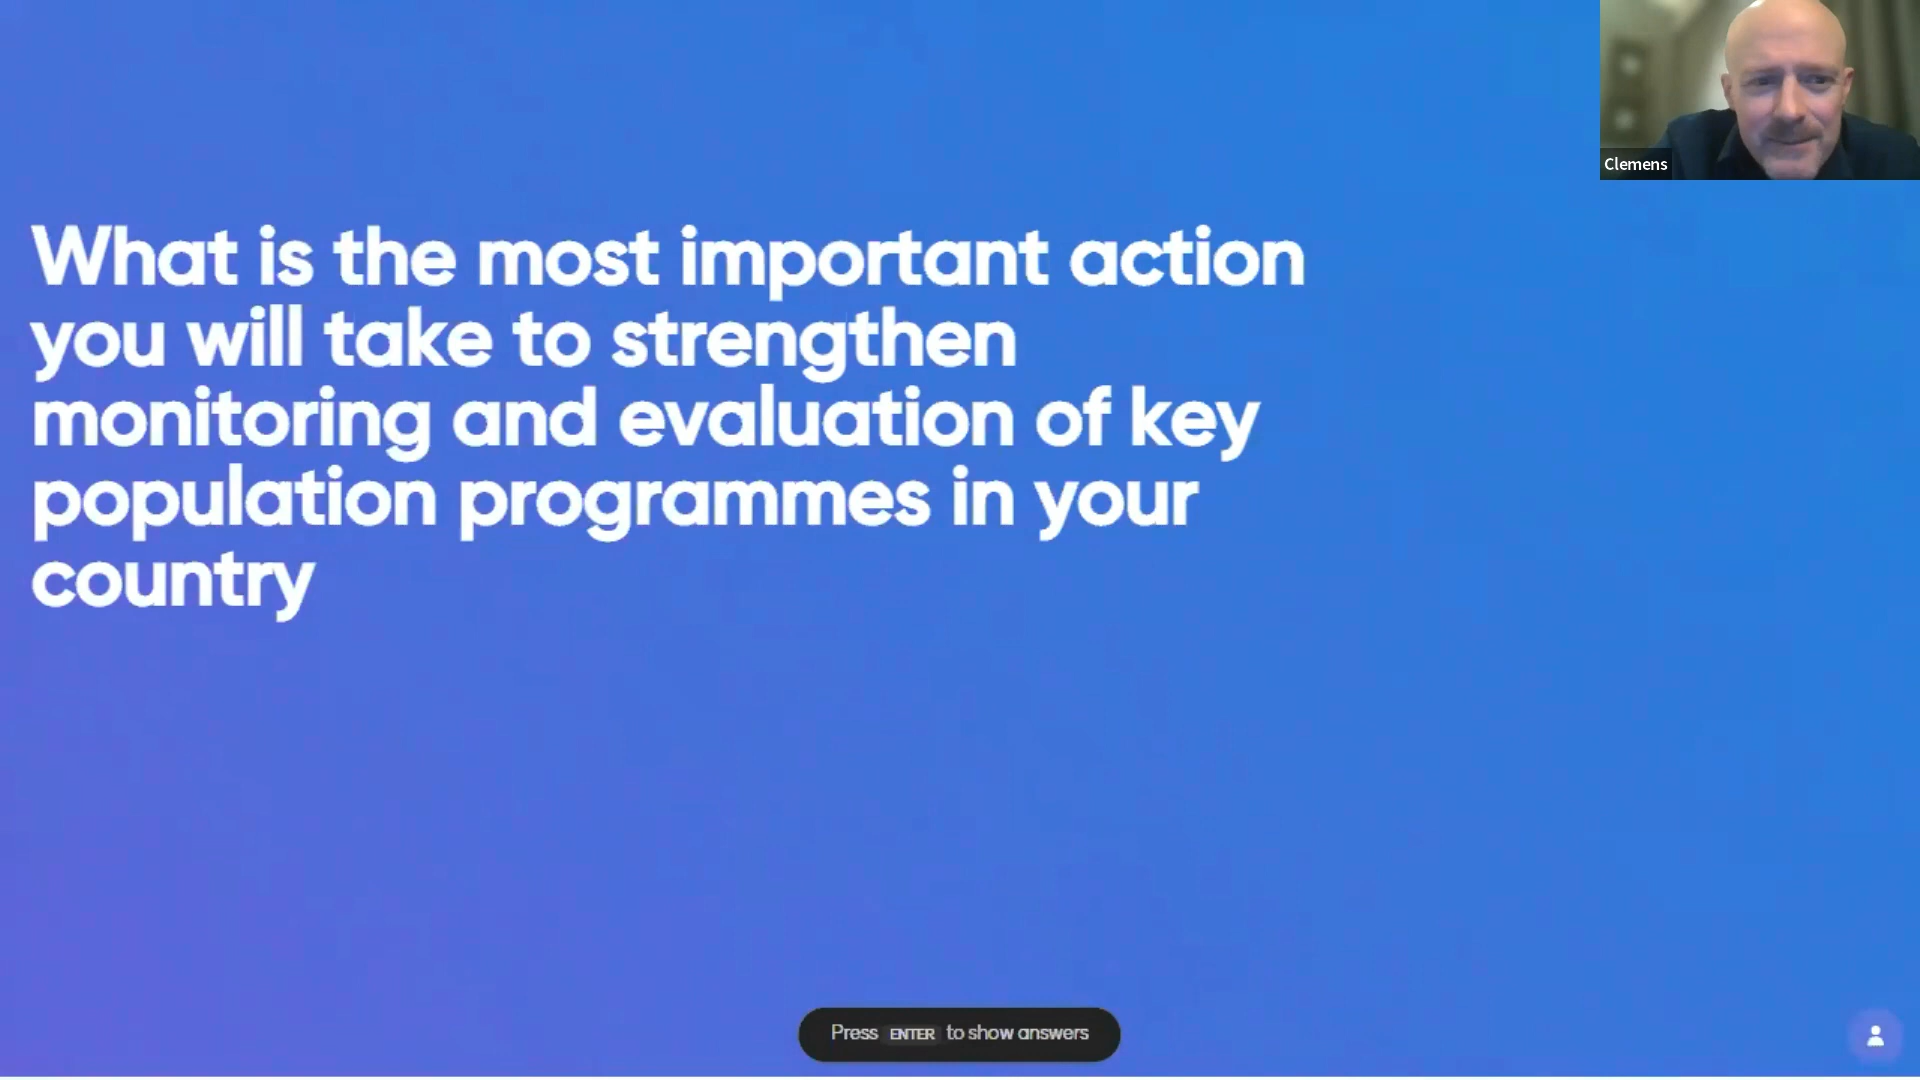 Clemens
What is the most important action
you will take to strengthen
monitoring and evaluation of key
population programmes in your
country
Press ENTER to show answers